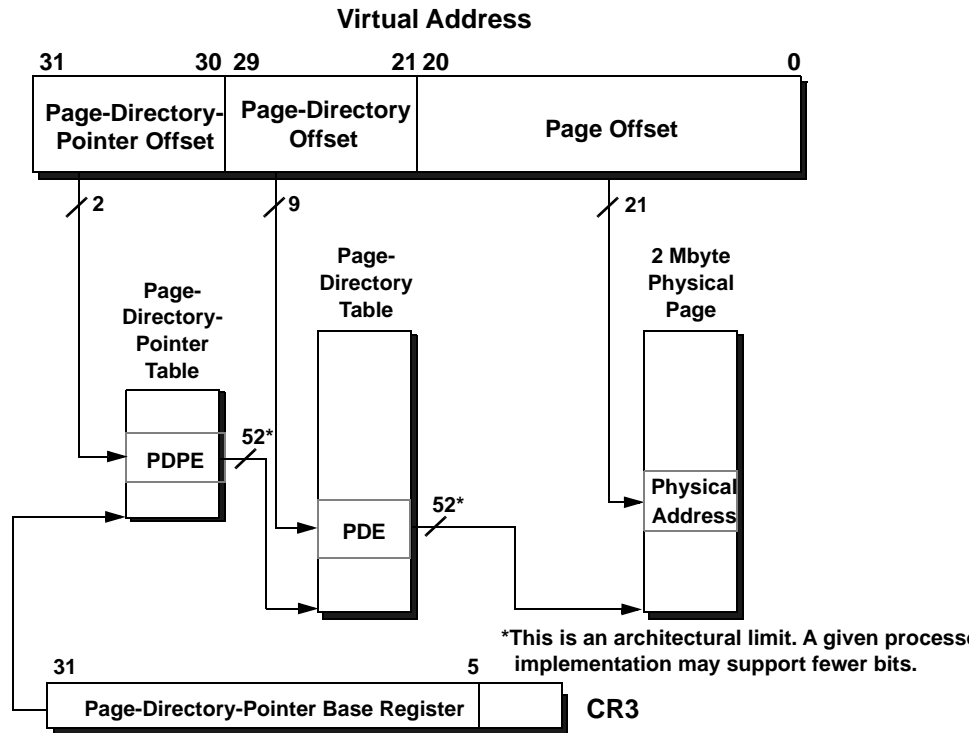 Virtual Address
31 30 29 21 20 0
Page-Directory-
Pointer Offset
Page-Directory
Offset
Page Offset
2
9
21
Page-
Directory-
Pointer
Table
Page-
Directory
Table
2 Mbyte
Physical
Page
PDPE
52*
PDE
52*
Physical
Address
*This is an architectural limit. A given
implementation may support fewer bits.
31 5
Page-Directory-Pointer Base Register
CR3